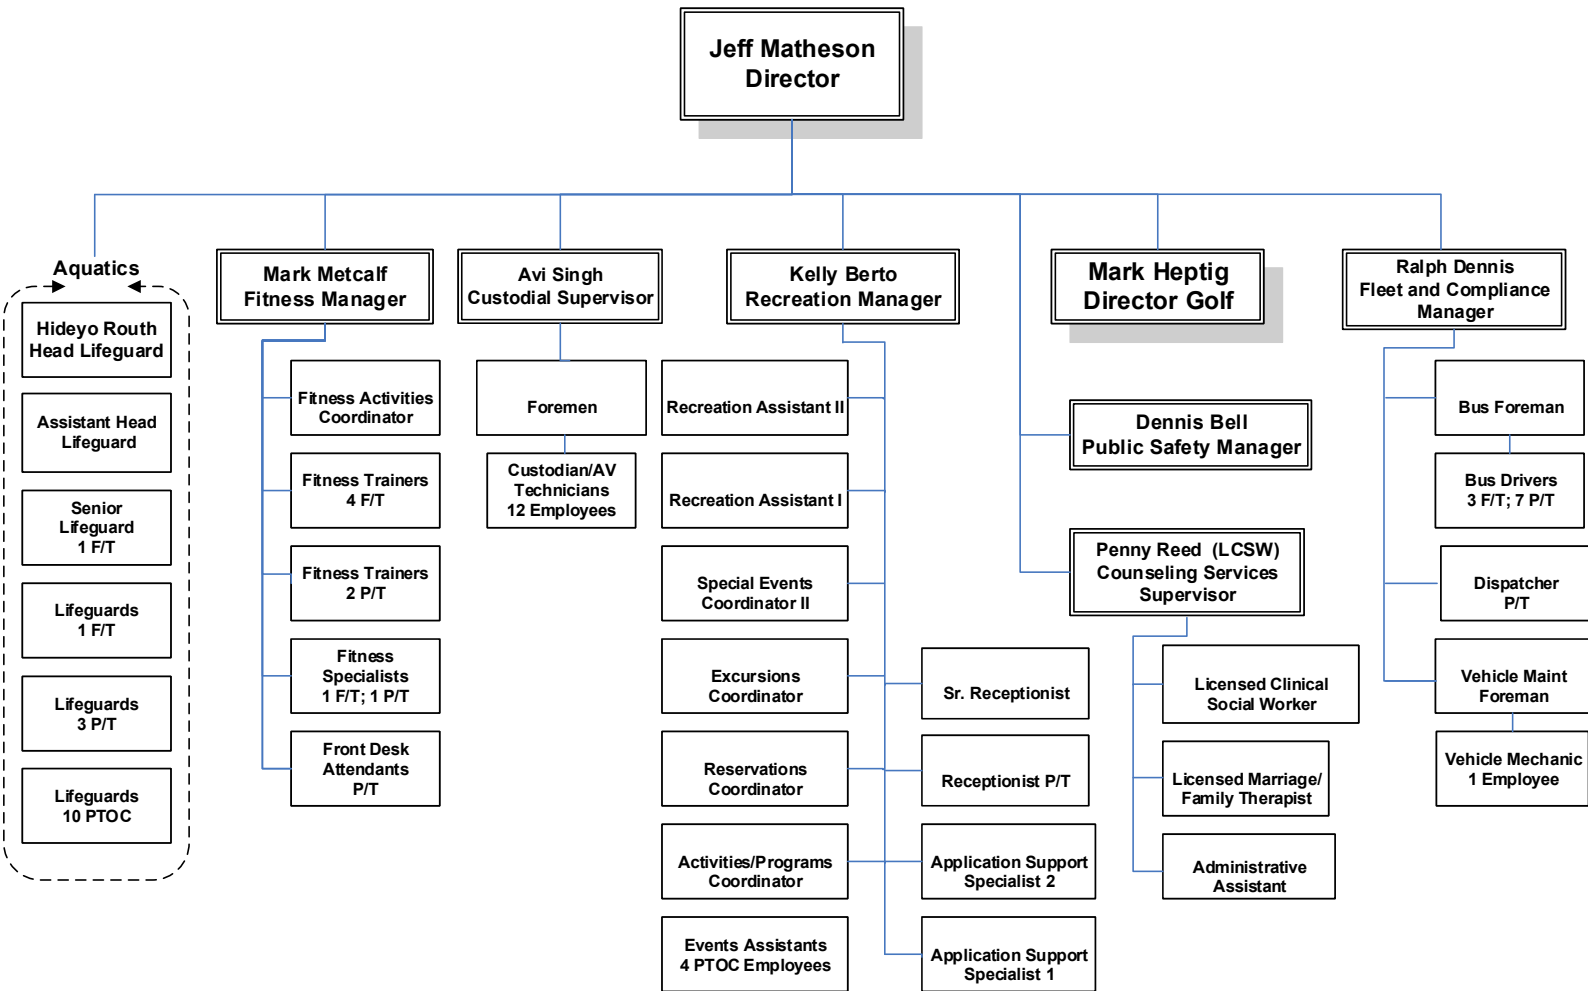 Jeff Matheson
Director
Aquatics
Hideyo Routh
Head Lifeguard
Assistant Head
Lifeguard
Senior
Lifeguard
1 F/T
Lifeguards
1 F/T
Lifeguards
3 P/T
Lifeguards
10 PTOC
Mark Metcalf
Fitness Manager
Fitness Activities
Coordinator
Fitness Trainers
4 F/T
Fitness Trainers
2 P/T
Fitness
Specialists
1 F/T; 1 P/T
Front Desk
Attendants
P/T
Avi Singh
Custodial Supervisor
Foremen
Custodian/AV
Technicians
12 Employees
Kelly Berto
Recreation Manager
Recreation Assistant II
Recreation Assistant I
Special Events
Coordinator II
Excursions
Coordinator
Reservations
Coordinator
Activities/Programs
Coordinator
Events Assistants
4 PTOC Employees
Sr. Receptionist
Receptionist P/T
Application Support
Specialist 2
Application Support
Specialist 1
Mark Heptig
Director Golf
Dennis Bell
Public Safety Manager
Penny Reed (LCSW)
Counseling Services
Supervisor
Licensed Clinical
Social Worker
Licensed Marriage/
Family Therapist
Administrative
Assistant
Ralph Dennis
Fleet and Compliance
Manager
Bus Foreman
Bus Drivers
3 F/T; 7 P/T
Dispatcher
P/T
Vehicle Maint
Foreman
Vehicle Mechanic
1 Employee